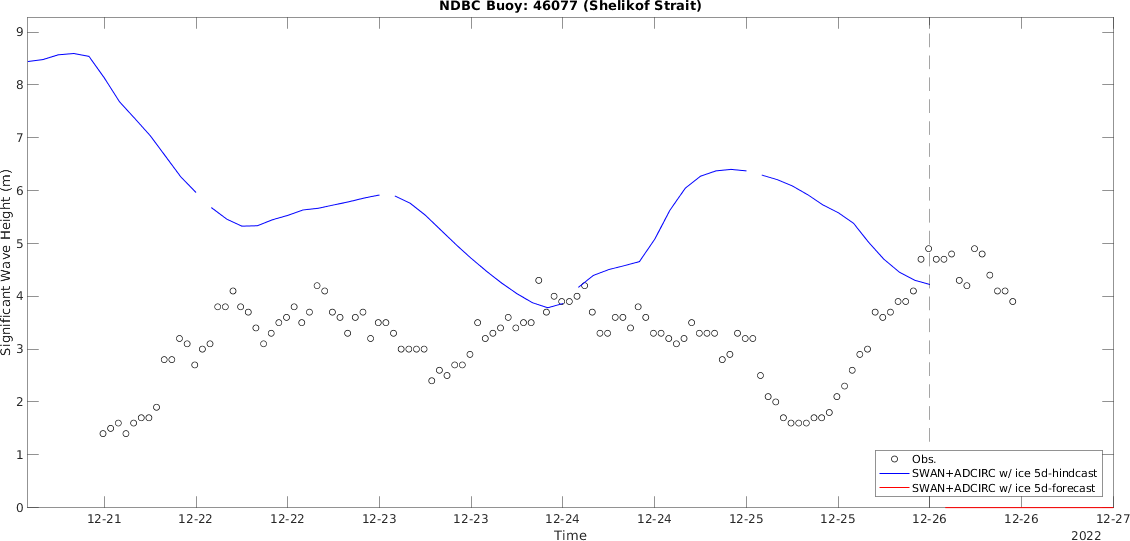 NDBC Buoy: 46077 (Shelikof Strait)
9
8
7
6
5
4
3
2
1
0
Significant Wave Height (m)
Obs.
SWAN+ADCIRC w/ ice 5d-hindcast
SWAN+ADCIRC w/ ice 5d-forecast
12-21 12-22 12-22 12-23 12-23 12-24 12-24 12-25 12-25 12-26 12-26 12-27
Time
2022